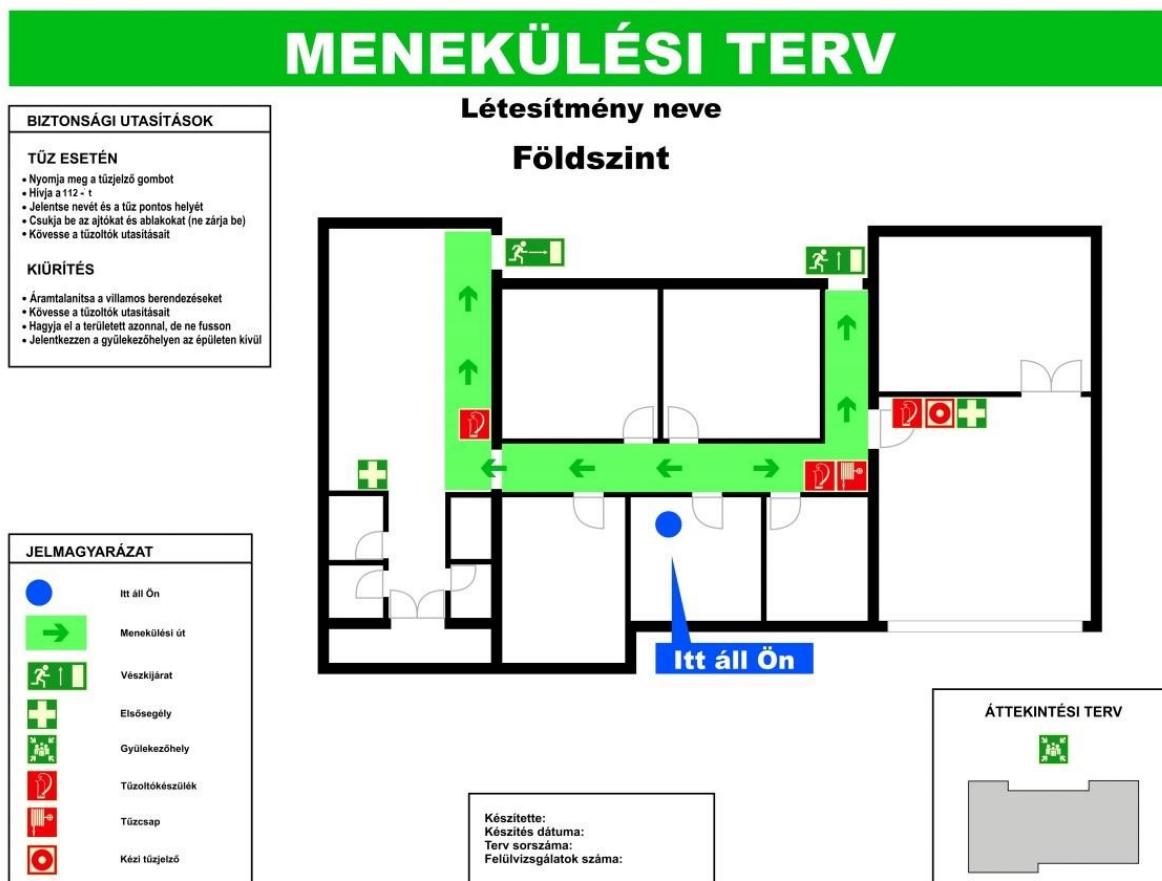 MENEKÜLÉSI TERV
Létesítmény neve
Földszint
BIZTONSÁGI UTASÍTÁSOK
TŰZ ESETÉN
• Nyomja meg a tűzjelző gombot
• Hívja a 112 - t
• Jelentse nevét és a tűz pontos helyét
• Csukja be az ajtókat és ablakokat (ne zárja be)
• Kövesse a tűzoltók utasításait
KIÜRÍTÉS
• Áramtalanitsa a villamos berendezéseket
• Kövesse a tűzoltók utasításait
• Hagyja el a területett azonnal, de ne fusson
• Jelentkezzen a gyűlekezőhelyen az épületen kívül
Itt áll Ön
JELMAGYARÁZAT
Itt áll Ön
Menekülési út
Vészkijárat
Elsősegély
Gyülekezőhely
Tűzoltókészülék
Tűzcsap
Kézi tűzjelző
Készítette:
Készítés dátuma:
Terv sorszáma:
Felülvizsgálatok száma:
ÁTTEKINTÉSI TERV